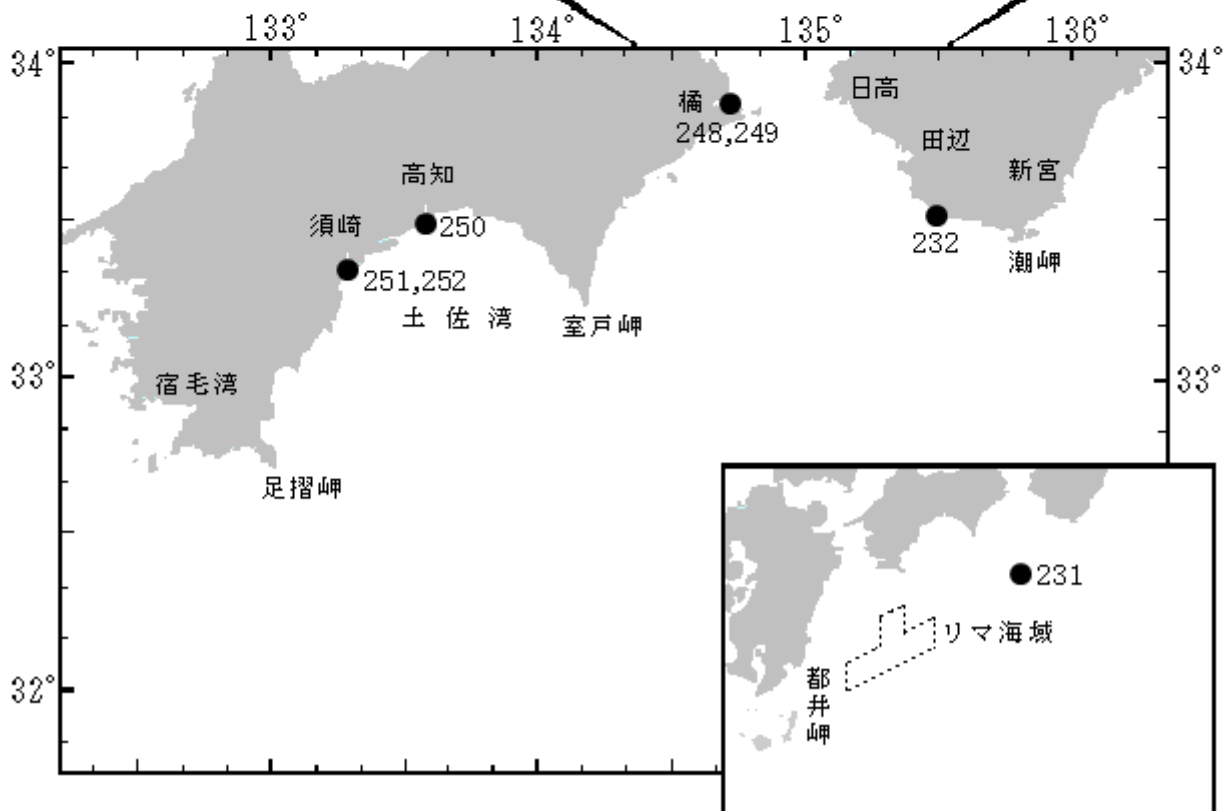 133° 134° 135° 136°
34° 34°
日高
橘
248,249
田辺
高知
新宮
須崎
250
232
潮岬
251,252
土佐湾
室戸岬
33° 33°
宿毛湾
足摺岬
231
リマ海域
32°
都井岬